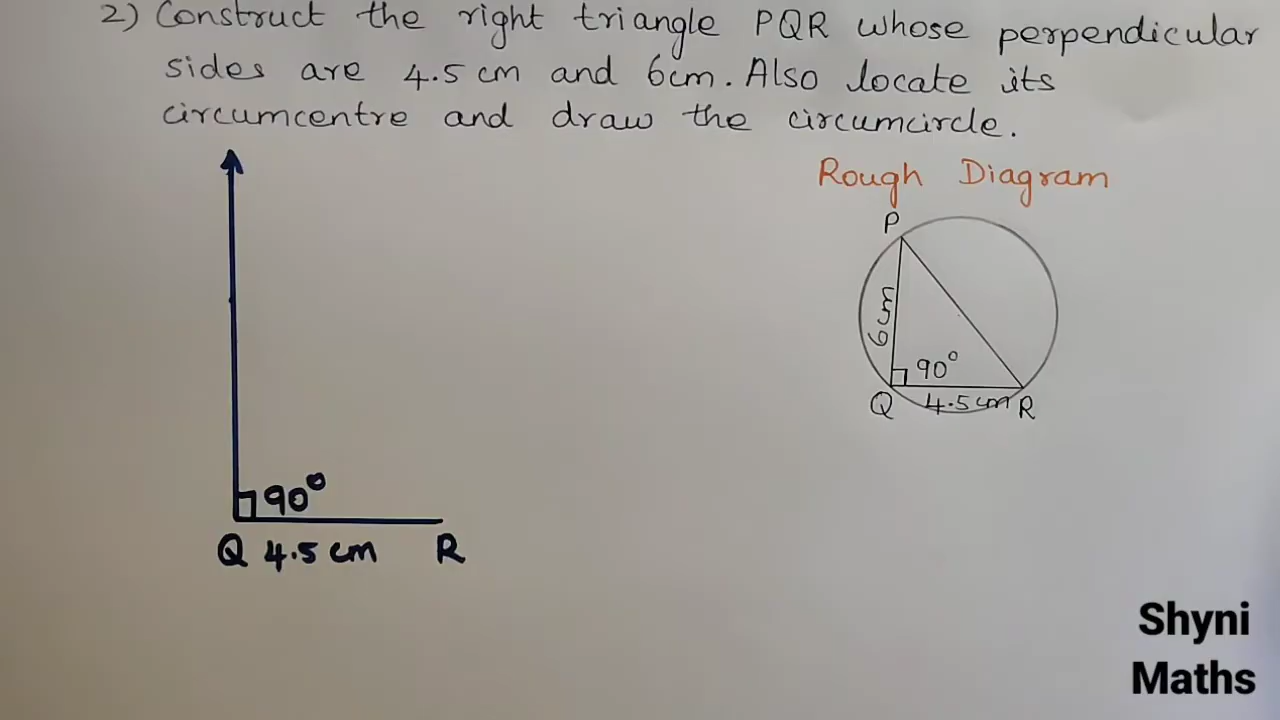 2) Construct the right triangle PQR whose perpendicular
sides are 4.5 cm and 6cm. Also locate its
circumcentre and draw the circumcircle.
Rough Diagram
P
6cm
90°
Q 4.5cm R
90°
Q 4.5 cm R
Shyni
Maths